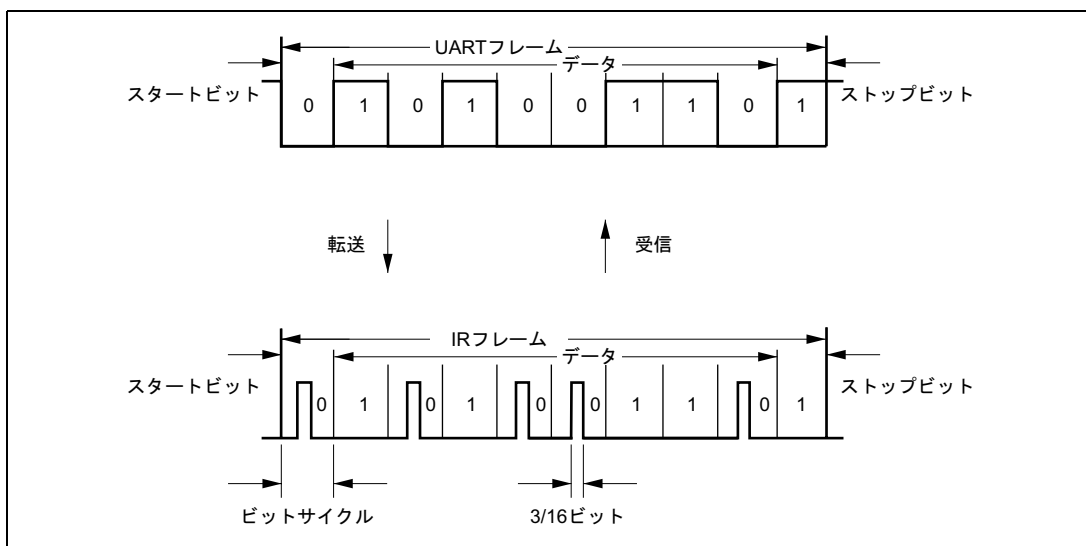 UARTフレーム
データ
スタートビット 0 1 0 1 0 0 1 1 0 1 ストップビット
転送 受信
IRフレーム
データ
スタートビット 0 1 0 1 0 0 1 1 0 1 ストップビット
ビットサイクル 3/16ビット